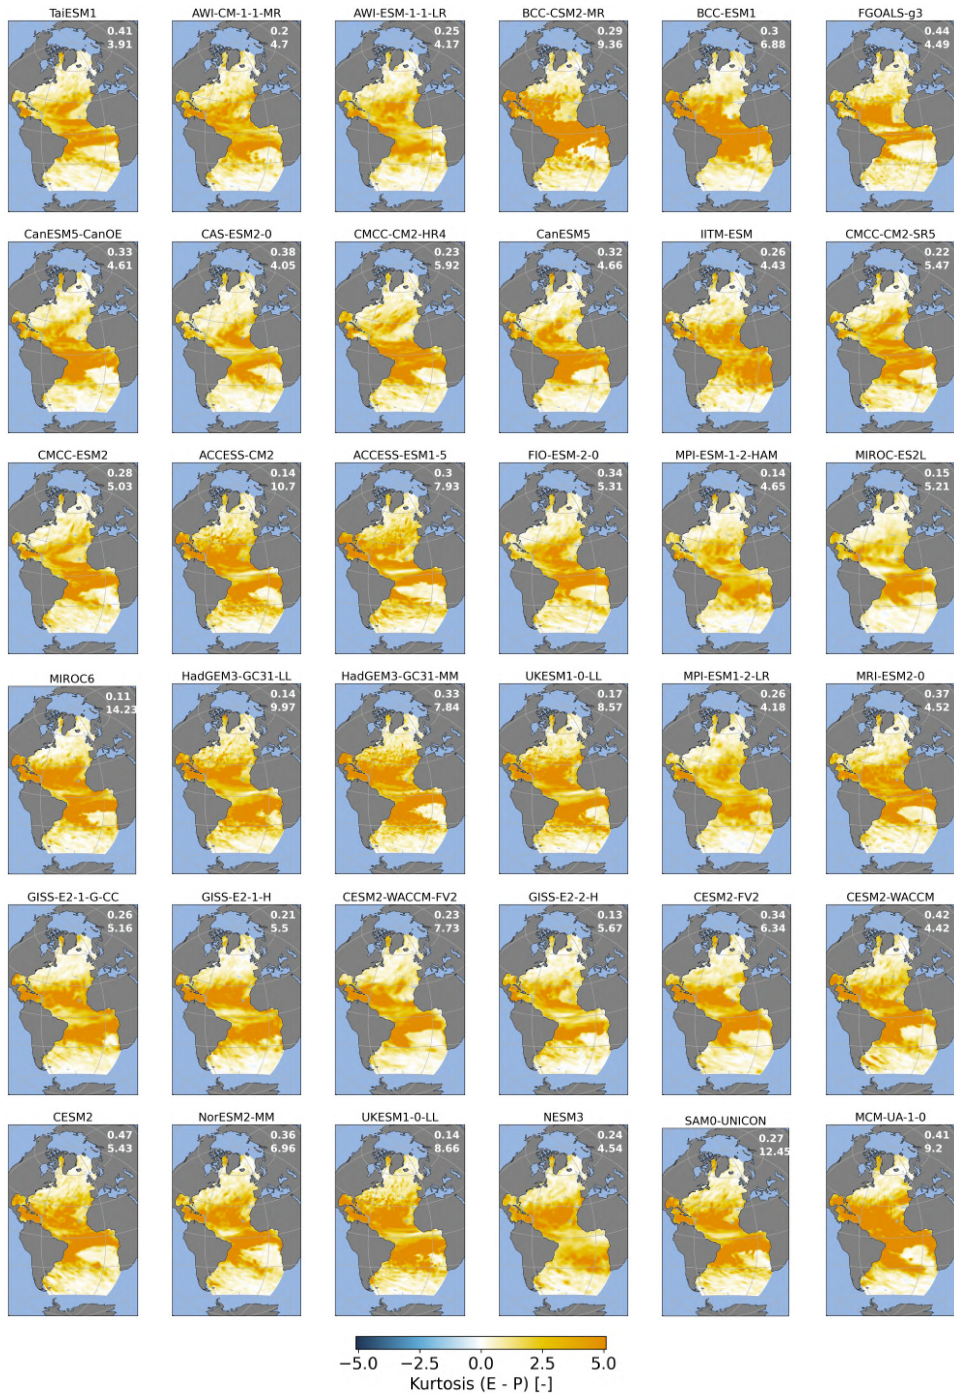 TaiESM1 AWI-CM-1-1-MR AWI-ESM-1-1-LR BCC-CSM2-MR BCC-ESM1 FGOALS-g3
0.41 0.2 0.25 0.29 0.3 0.44
3.91 4.7 4.17 9.36 6.88 4.49
CanESM5-CanOE CAS-ESM2-0 CMCC-CM2-HR4 CanESM5 IITM-ESM CMCC-CM2-SR5
0.33 0.38 0.23 0.32 0.26 0.22
4.61 4.05 5.92 4.66 4.43 5.47
CMCC-ESM2 ACCESS-CM2 ACCESS-ESM1-5 FIO-ESM-2-0 MPI-ESM-1-2-HAM MIROC-ES2L
0.28 0.14 0.3 0.34 0.14 0.15
5.03 10.7 7.93 5.31 4.65 5.21
MIROC6 HadGEM3-GC31-LL HadGEM3-GC31-MM UKESM1-0-LL MPI-ESM1-2-LR MRI-ESM2-0
0.11 0.14 0.33 0.17 0.26 0.37
14.23 9.97 7.84 8.57 4.18 4.52
GISS-E2-1-G-CC GISS-E2-1-H CESM2-WACCM-FV2 GISS-E2-2-H CESM2-FV2 CESM2-WACCM
0.26 0.21 0.23 0.13 0.34 0.42
5.16 5.5 7.73 5.67 6.34 4.42
CESM2 NorESM2-MM UKESM1-0-LL NESM3 SAM0-UNICON MCM-UA-1-0
0.47 0.36 0.14 0.24 0.27 0.41
5.43 6.96 8.66 4.54 12.45 9.2
−5.0 −2.5 0.0 2.5 5.0
Kurtosis (E - P) [-]